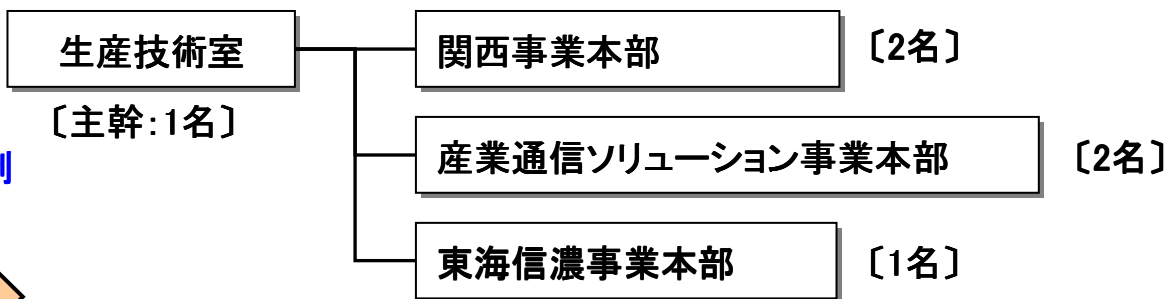 生産技術室
〔主幹:1名〕
関西事業本部
〔2名〕
産業通信ソリューション事業本部
〔2名〕
東海信濃事業本部
〔1名〕